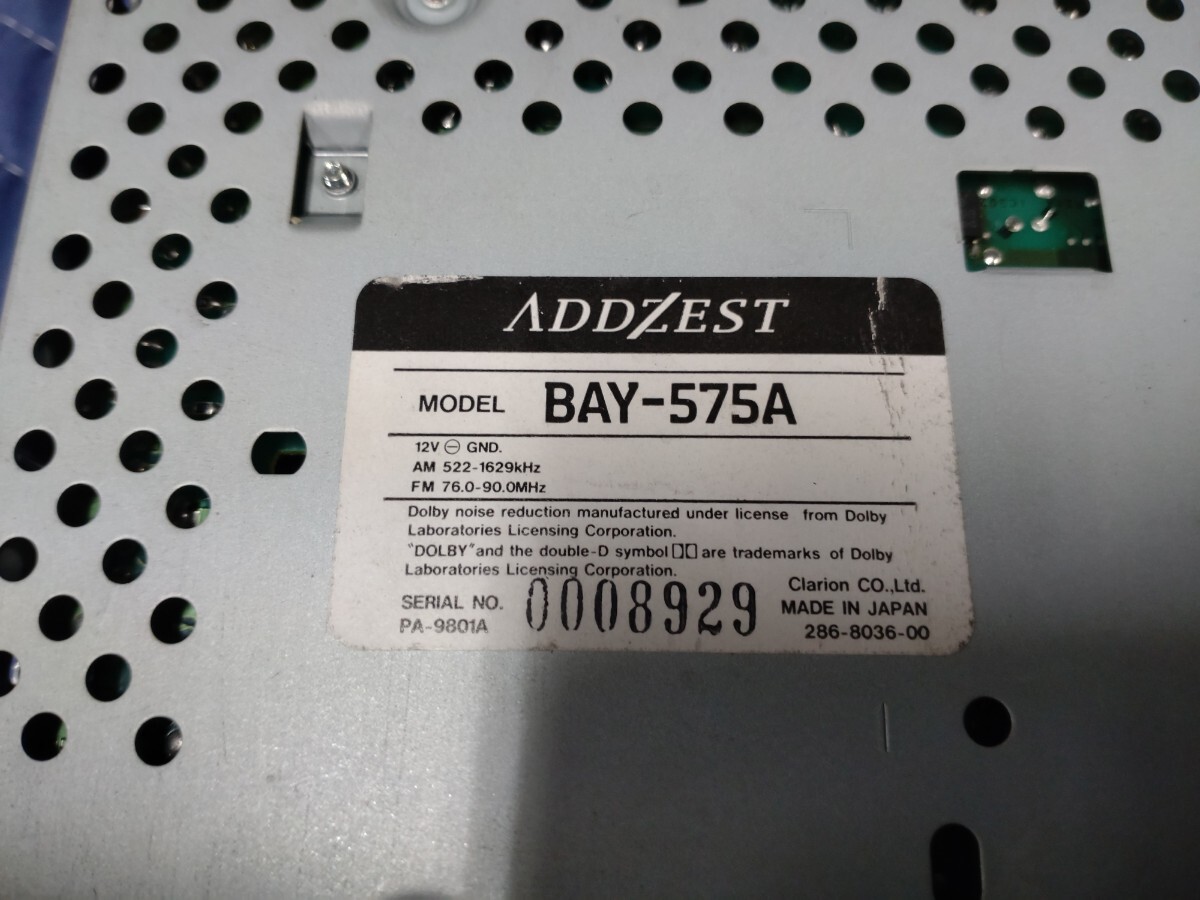 ADDZEST
MODEL BAY-575A
12V ⊖ GND.
AM 522-1629kHz
FM 76.0-90.0MHz
Dolby noise reduction manufactured under license from Dolby
Laboratories Licensing Corporation.
"DOLBY" and the double-D symbol are trademarks of Dolby
Laboratories Licensing Corporation.
SERIAL NO. 0008929
PA-9801A
Clarion CO.,Ltd.
MADE IN JAPAN
286-8036-00